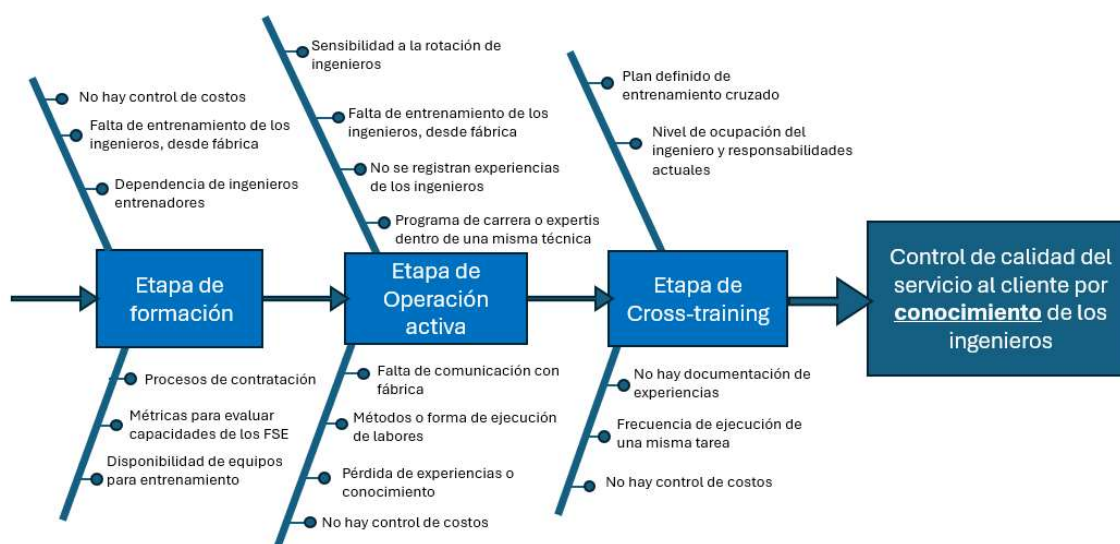 Sensibilidad a la rotación de
ingenieros
No hay control de costos
Falta de entrenamiento de los
ingenieros, desde fábrica
Dependencia de ingenieros
entrenadores
Falta de entrenamiento de los
ingenieros, desde fábrica
No se registran experiencias
de los ingenieros
Programa de carrera o expertis
dentro de una misma técnica
Plan definido de
entrenamiento cruzado
Nivel de ocupación del
ingeniero y responsabilidades
actuales
Etapa de
formación
Etapa de
Operación
activa
Etapa de
Cross-training
Control de calidad del
servicio al cliente por
conocimiento de los
ingenieros
Procesos de contratación
Métricas para evaluar
capacidades de los FSE
Disponibilidad de equipos
para entrenamiento
Falta de comunicación con
fábrica
Métodos o forma de ejecución
de labores
Pérdida de experiencias o
conocimiento
No hay control de costos
No hay documentación de
experiencias
Frecuencia de ejecución de
una misma tarea
No hay control de costos